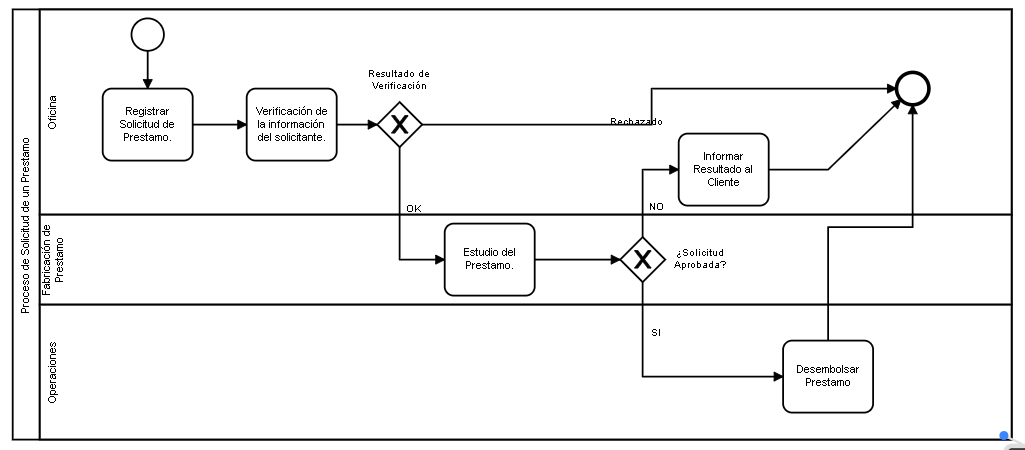 Proceso de Solicitud de un Prestamo
Oficina
Registrar
Solicitud de
Prestamo.
Verificación de
la información
del solicitante.
Resultado de
Verificación
Rechazado
Informar
Resultado al
Cliente
OK
NO
Fabricación de
Prestamo
Estudio del
Prestamo.
¿Solicitud
Aprobada?
SI
Operaciones
Desembolsar
Prestamo